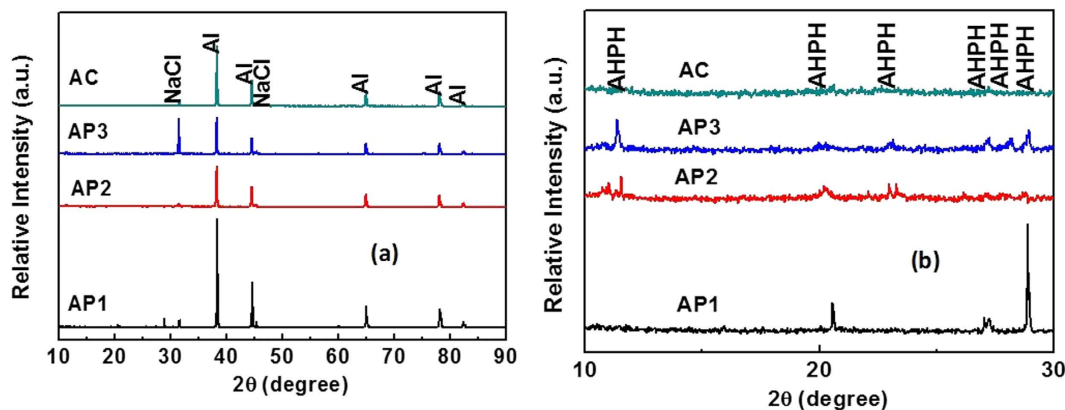 Relative Intensity (a.u.)
AC
AP3
AP2
AP1
NaCl
Al
Al
NaCl
Al
Al
Al
(a)
10 20 30 40 50 60 70 80 90
2θ (degree)
Relative Intensity (a.u.)
AC
AP3
AP2
AP1
AHPH
AHPH
AHPH
AHPH
AHPH
AHPH
(b)
10 20 30
2θ (degree)